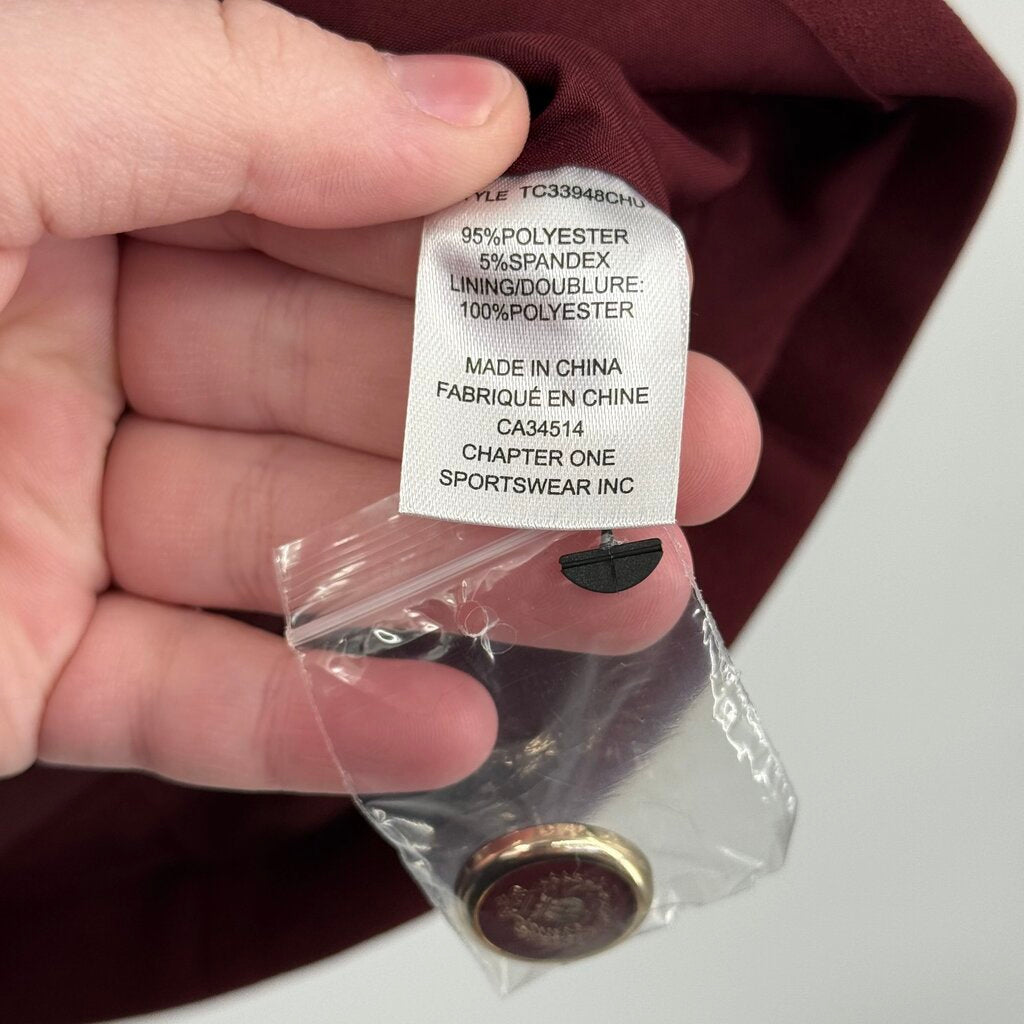 TC33948CHU
95%POLYESTER
5%SPANDEX
LINING/DOUBLURE:
100%POLYESTER
MADE IN CHINA
FABRIQUÉ EN CHINE
CA34514
CHAPTER ONE
SPORTSWEAR INC